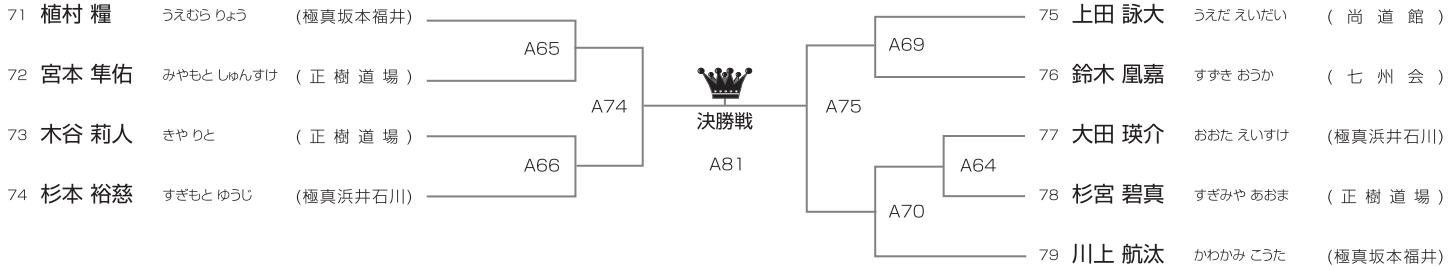 71 植村 糧 うえむら りょう (極真坂本福井)
72 宮本 隼佑 みやもと しゅんすけ (正樹道場)
73 木谷 莉人 きや りと (正樹道場)
74 杉本 裕慈 すぎもと ゆうじ (極真浜井石川)
A65
A66
A74
決勝戦
A81
A75
A69
A64
A70
75 上田 詠大 うえだ えいだい (尚道館)
76 鈴木 凰嘉 すずき おうか (七州会)
77 大田 瑛介 おおた えいすけ (極真浜井石川)
78 杉宮 碧真 すぎみや あおま (正樹道場)
79 川上 航汰 かわかみ こうた (極真坂本福井)